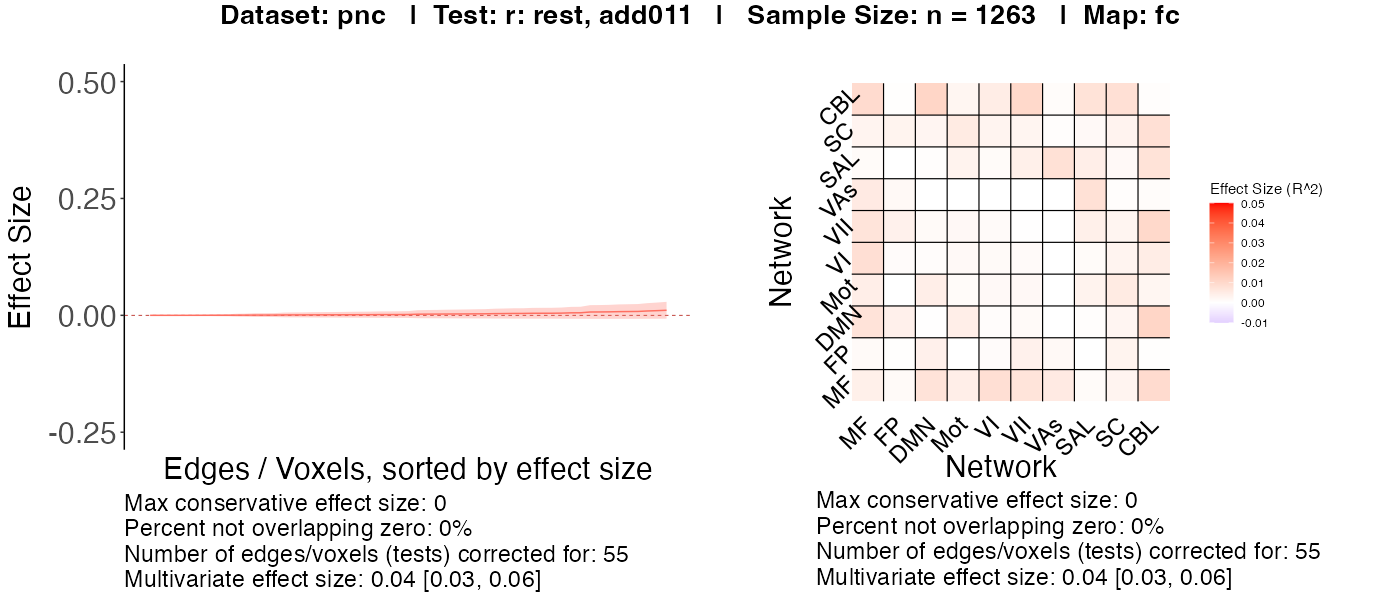 Dataset: pnc | Test: r: rest, add011 | Sample Size: n = 1263 | Map: fc
Effect Size
0.50
0.25
0.00
-0.25
Edges / Voxels, sorted by effect size
Max conservative effect size: 0
Percent not overlapping zero: 0%
Number of edges/voxels (tests) corrected for: 55
Multivariate effect size: 0.04 [0.03, 0.06]
Network
CBL
SC
SAL
VAs
VII
VI
Mot
DMN
FP
MF
MF FP DMN Mot VI VII VAs SAL SC CBL
Network
Effect Size (R^2)
0.05
0.04
0.03
0.02
0.01
0.00
-0.01
Max conservative effect size: 0
Percent not overlapping zero: 0%
Number of edges/voxels (tests) corrected for: 55
Multivariate effect size: 0.04 [0.03, 0.06]